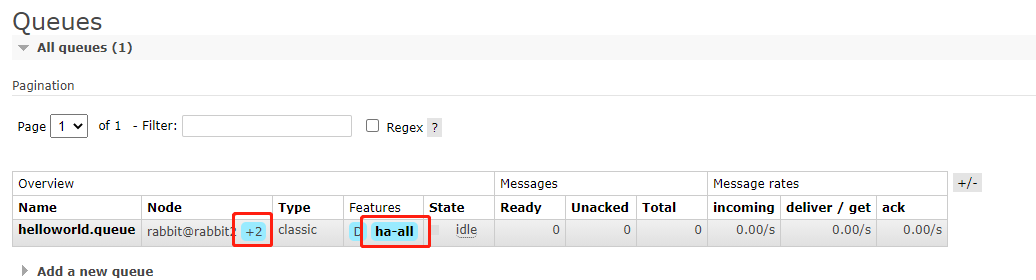 Queues
All queues (1)
Pagination
Page 1 of 1 - Filter: Regex ?
Overview Messages Message rates +/-
Name Node Type Features State Ready Unacked Total incoming deliver / get ack
helloworld.queue rabbit@rabbit2 +2 classic D ha-all idle 0 0 0 0.00/s 0.00/s 0.00/s
Add a new queue